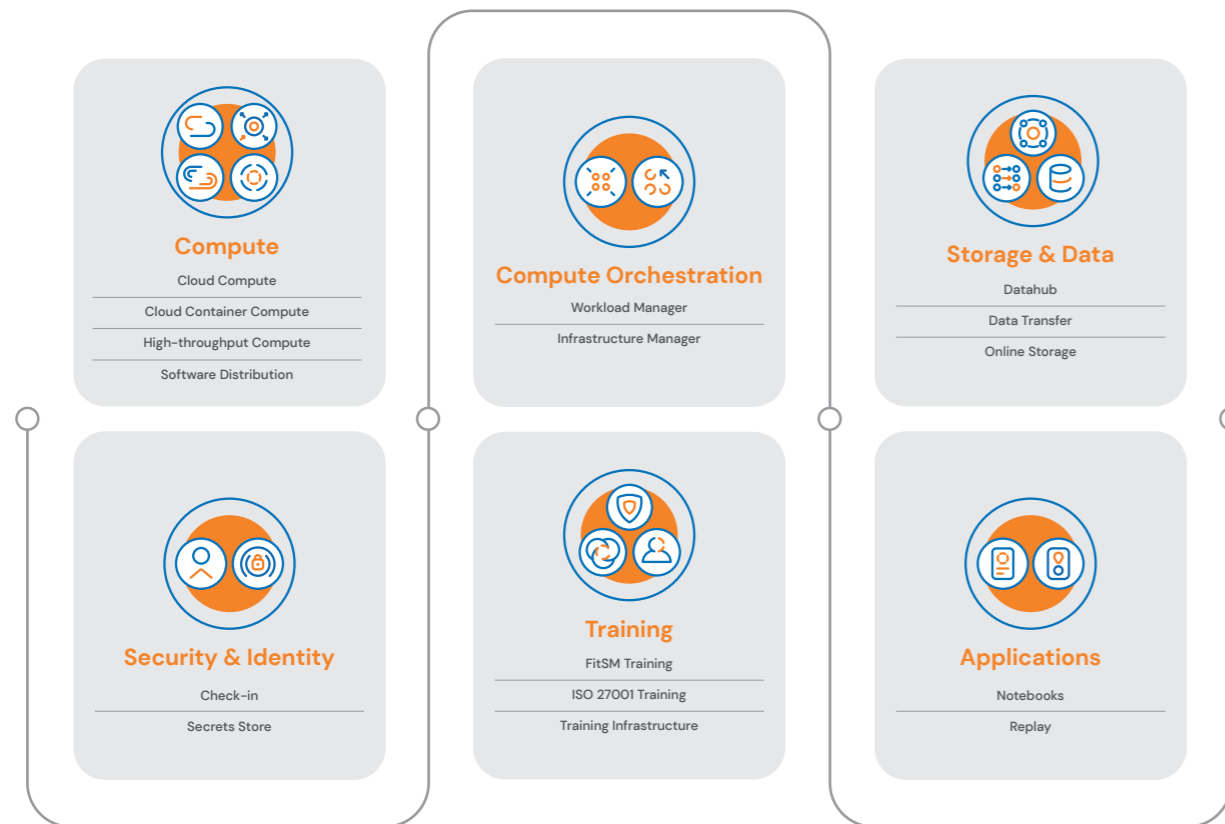 Compute
Cloud Compute
Cloud Container Compute
High-throughput Compute
Software Distribution
Compute Orchestration
Workload Manager
Infrastructure Manager
Storage & Data
Datahub
Data Transfer
Online Storage
Security & Identity
Check-in
Secrets Store
Training
FitSM Training
ISO 27001 Training
Training Infrastructure
Applications
Notebooks
Replay